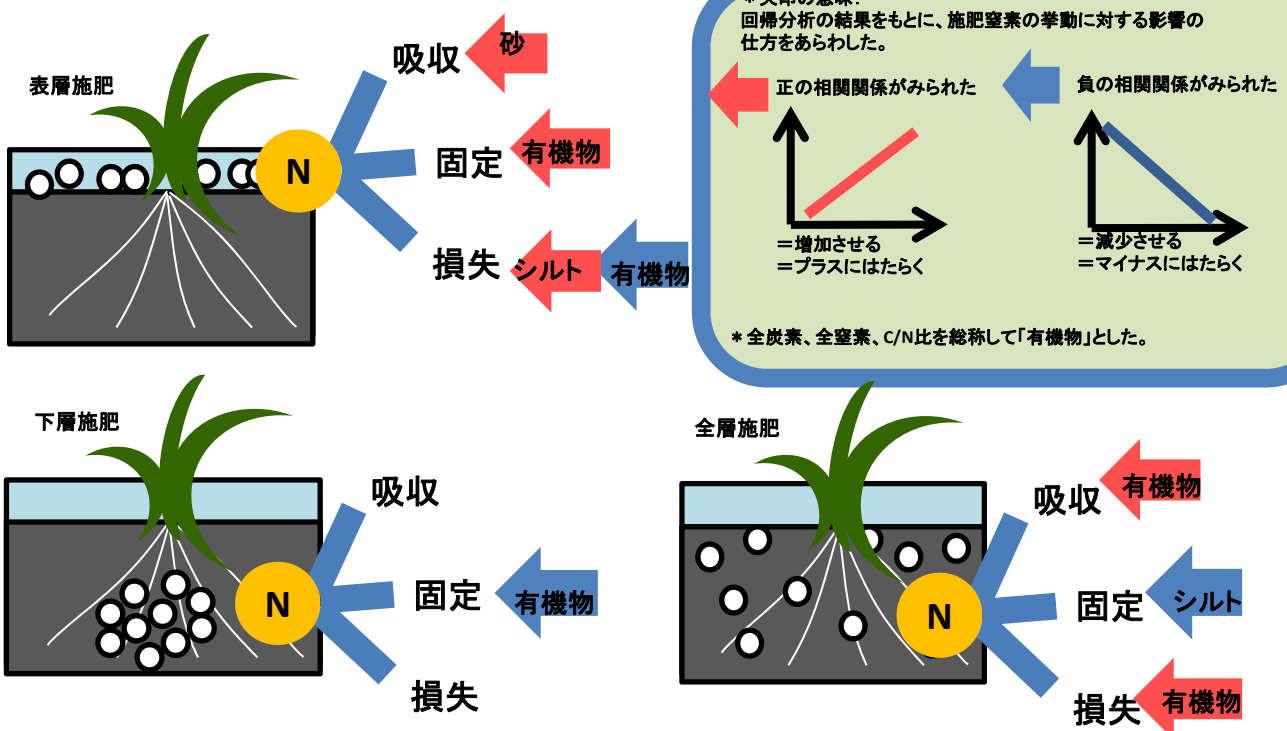 表層施肥
吸収
砂
固定
有機物
N
損失
シルト
有機物
回帰分析の結果をもとに、施肥窒素の挙動に対する影響の
仕方をあらわした。
正の相関関係がみられた
負の相関関係がみられた
=増加させる
=プラスにはたらく
=減少させる
=マイナスにはたらく
*全炭素、全窒素、C/N比を総称して「有機物」とした。
下層施肥
吸収
固定
有機物
N
損失
全層施肥
吸収
有機物
固定
シルト
N
損失
有機物